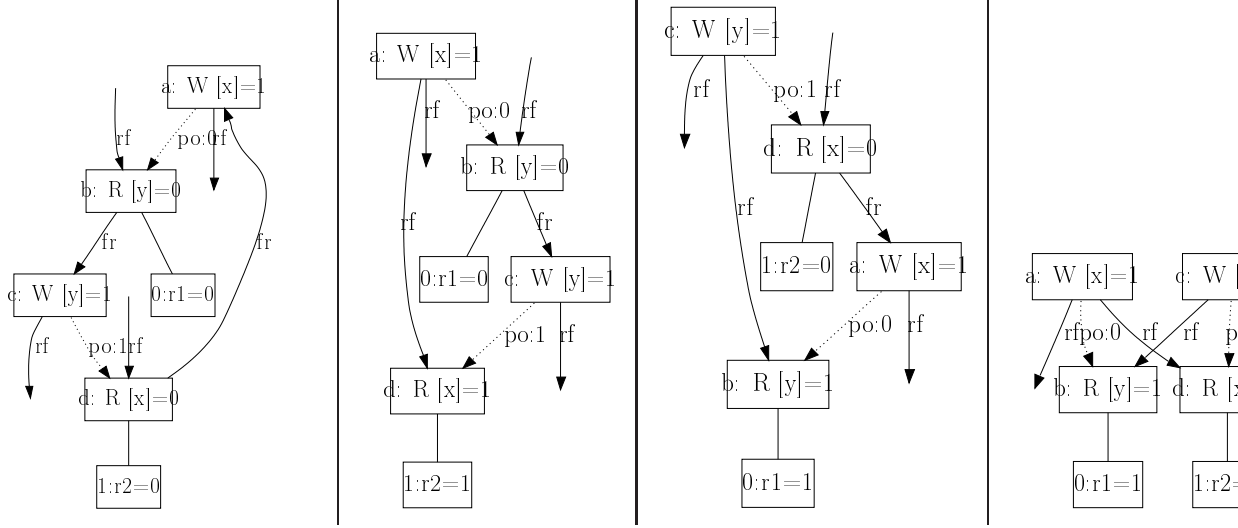 a: W [x]=1
rf
po:0
rf
b: R [y]=0
fr
fr
c: W [y]=1
0:r1=0
rf
po:1
rf
d: R [x]=0
1:r2=0
a: W [x]=1
rf
po:0
rf
b: R [y]=0
rf
fr
0:r1=0
c: W [y]=1
po:1
rf
d: R [x]=1
1:r2=1
c: W [y]=1
rf
po:1
rf
d: R [x]=0
rf
fr
1:r2=0
a: W [x]=1
po:0
rf
b: R [y]=1
0:r1=1
a: W [x]=1
c: W [
rf
po:0
rf
rf
p
b: R [y]=1
d: R [x
0:r1=1
1:r2=